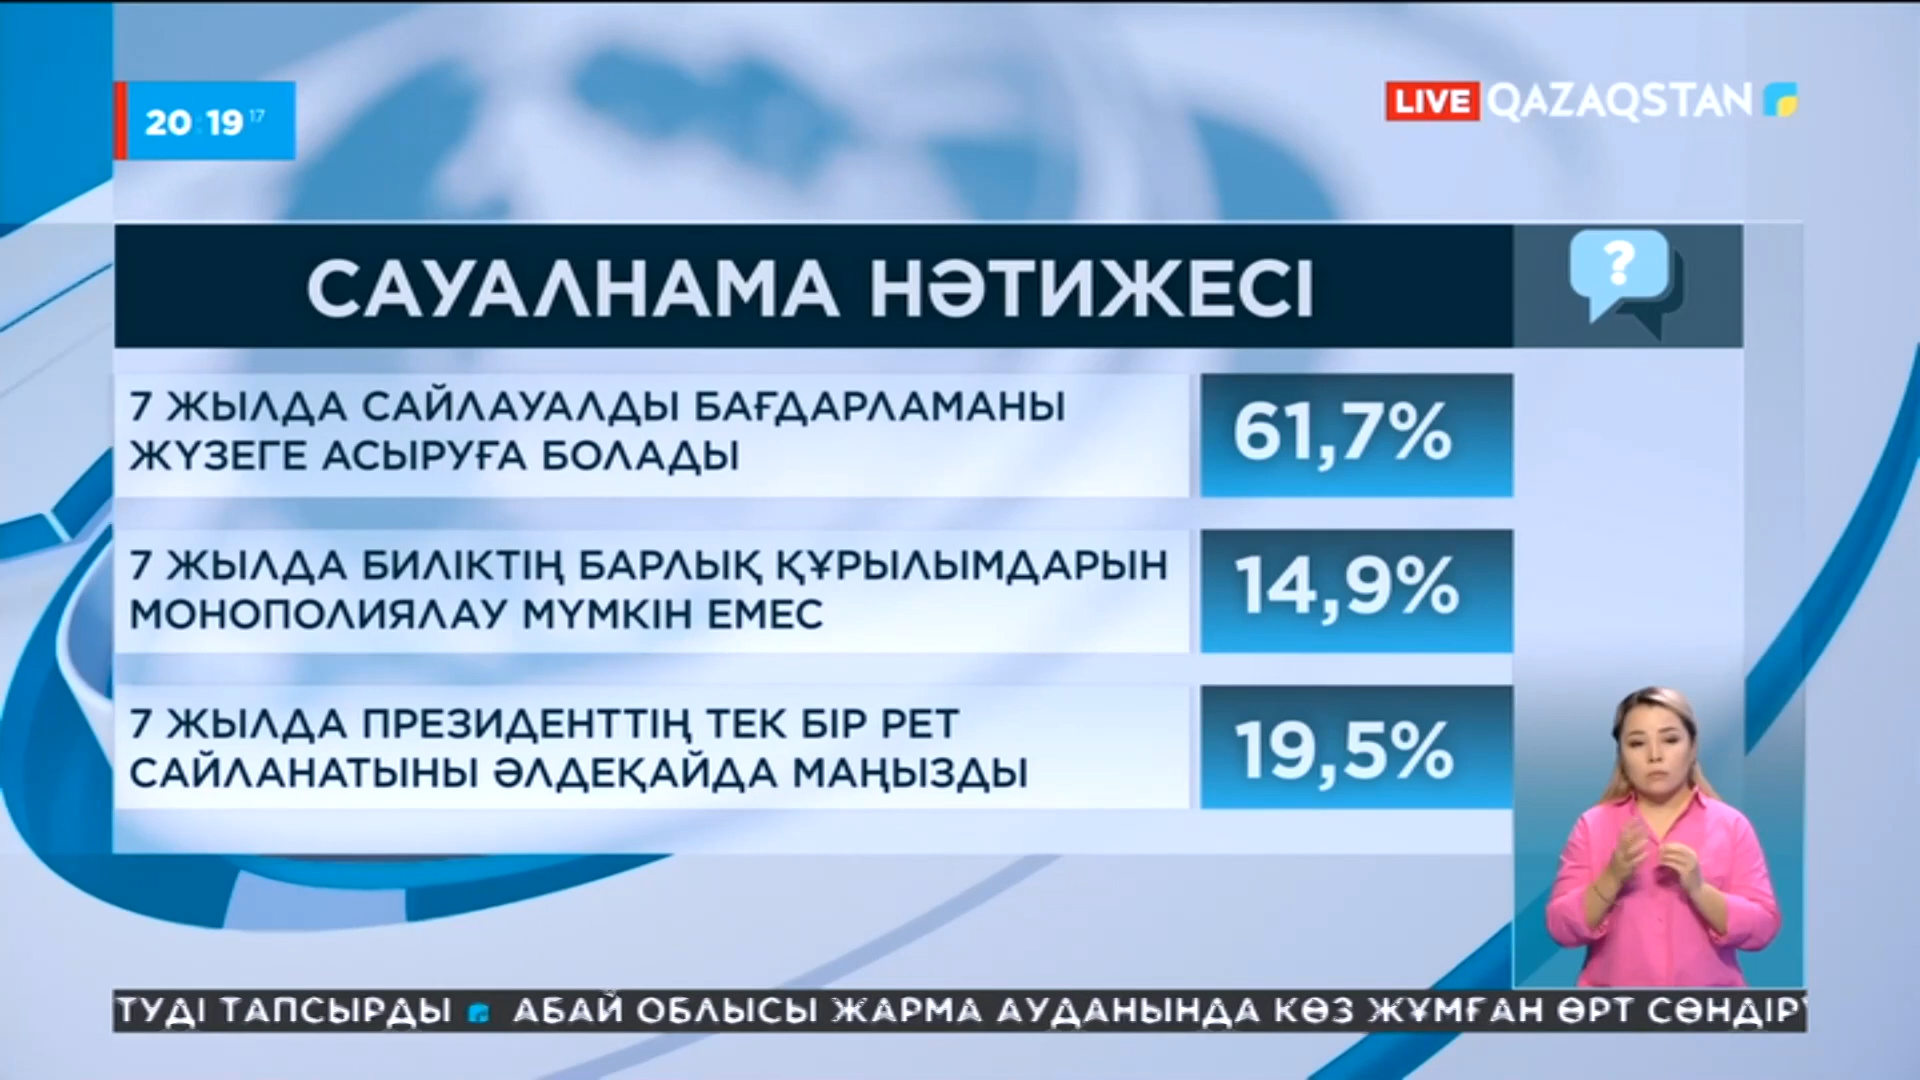 20:19 17
LIVE QAZAQSTAN
САУАЛНАМА НӘТИЖЕСІ
?
7 ЖЫЛДА САЙЛАУАЛДЫ БАҒДАРЛАМАНЫ
ЖҮЗЕГЕ АСЫРУҒА БОЛАДЫ
61,7%
7 ЖЫЛДА БИЛІКТІҢ БАРЛЫҚ ҚҰРЫЛЫМДАРЫН
МОНОПОЛИЯЛАУ МҮМКІН ЕМЕС
14,9%
7 ЖЫЛДА ПРЕЗИДЕНТТІҢ ТЕК БІР РЕТ
САЙЛАНАТЫНЫ ӘЛДЕҚАЙДА МАҢЫЗДЫ
19,5%
ТУДІ ТАПСЫРДЫ АБАЙ ОБЛЫСЫ ЖАРМА АУДАНЫНДА КӨЗ ЖҰМҒАН ӨРТ СӨНДІР